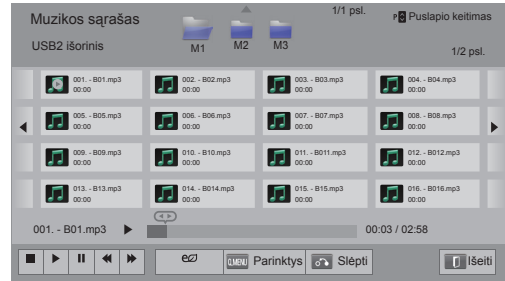 Muzikos sąrašas
1/1 psl.
P Puslapio keitimas
USB2 išorinis
M1 M2 M3
1/2 psl.
001. - B01.mp3
00:00
002. - B02.mp3
00:00
003. - B03.mp3
00:00
004. - B04.mp3
00:00
005. - B05.mp3
00:00
006. - B06.mp3
00:00
007. - B07.mp3
00:00
008. - B08.mp3
00:00
009. - B09.mp3
00:00
010. - B10.mp3
00:00
011. - B011.mp3
00:00
012. - B012.mp3
00:00
013. - B13.mp3
00:00
014. - B014.mp3
00:00
015. - B15.mp3
00:00
016. - B016.mp3
00:00
001. - B01.mp3
00:03 / 02:58
Q.MENU Parinktys
Slėpti
Išeiti